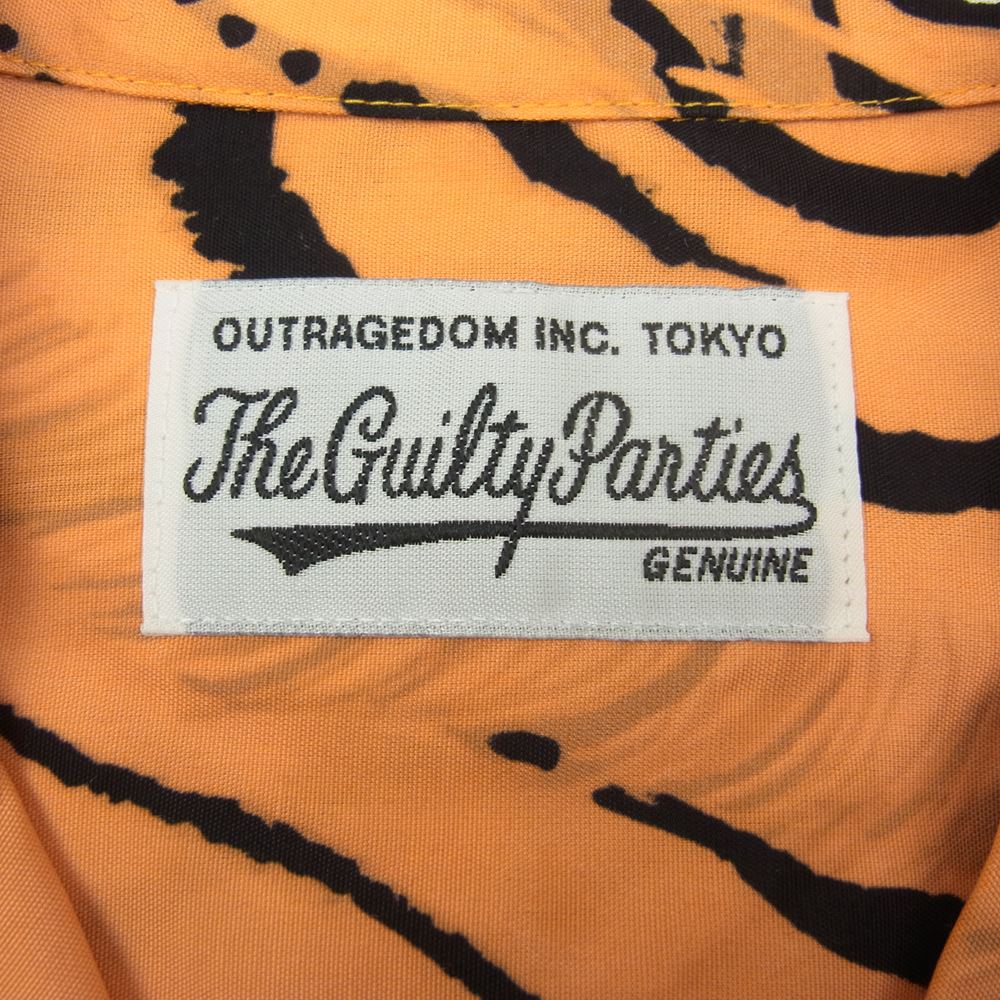 OUTRAGEDOM INC. TOKYO
The Guilty Parties
GENUINE